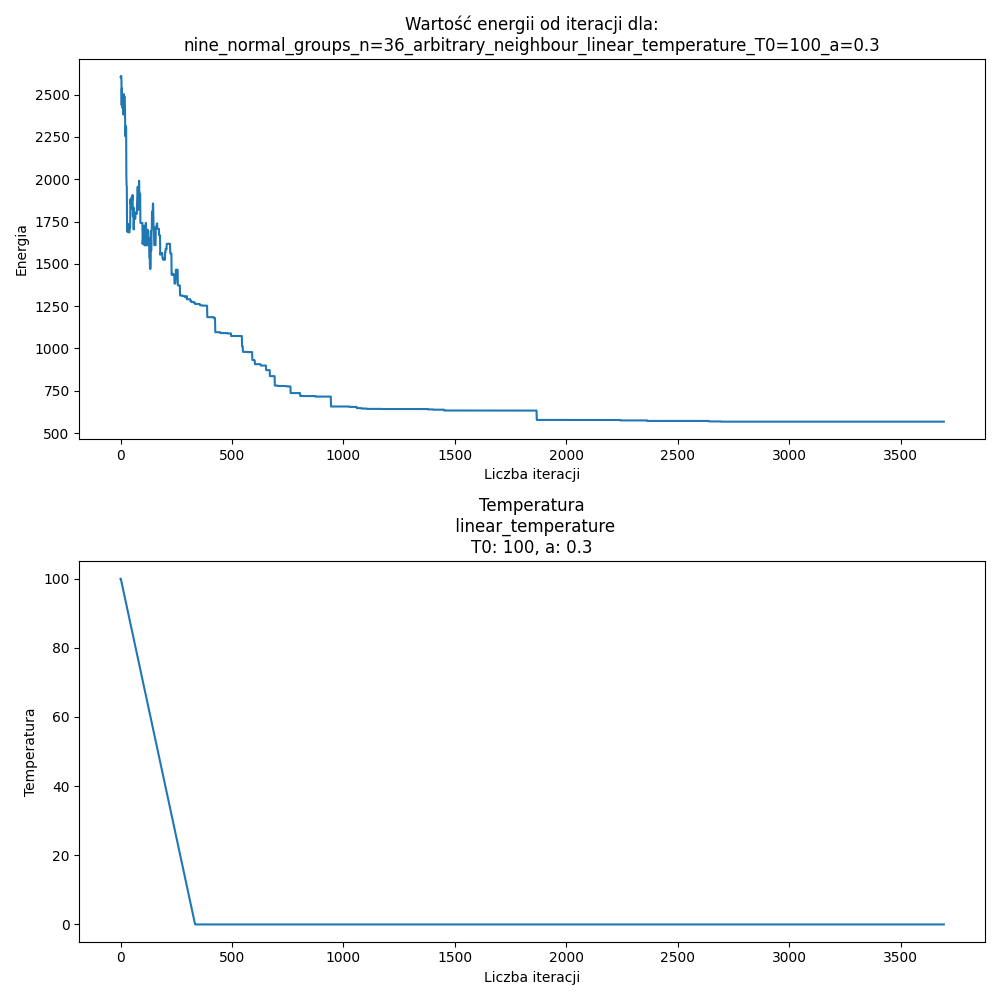 Wartość energii od iteracji dla:
nine_normal_groups_n=36_arbitrary_neighbour_linear_temperature_T0=100_a=0.3
2500
2250
2000
1750
1500
1250
1000
750
500
Energia
0 500 1000 1500 2000 2500 3000 3500
Liczba iteracji
Temperatura
linear_temperature
T0: 100, a: 0.3
100
80
60
40
20
0
Temperatura
0 500 1000 1500 2000 2500 3000 3500
Liczba iteracji